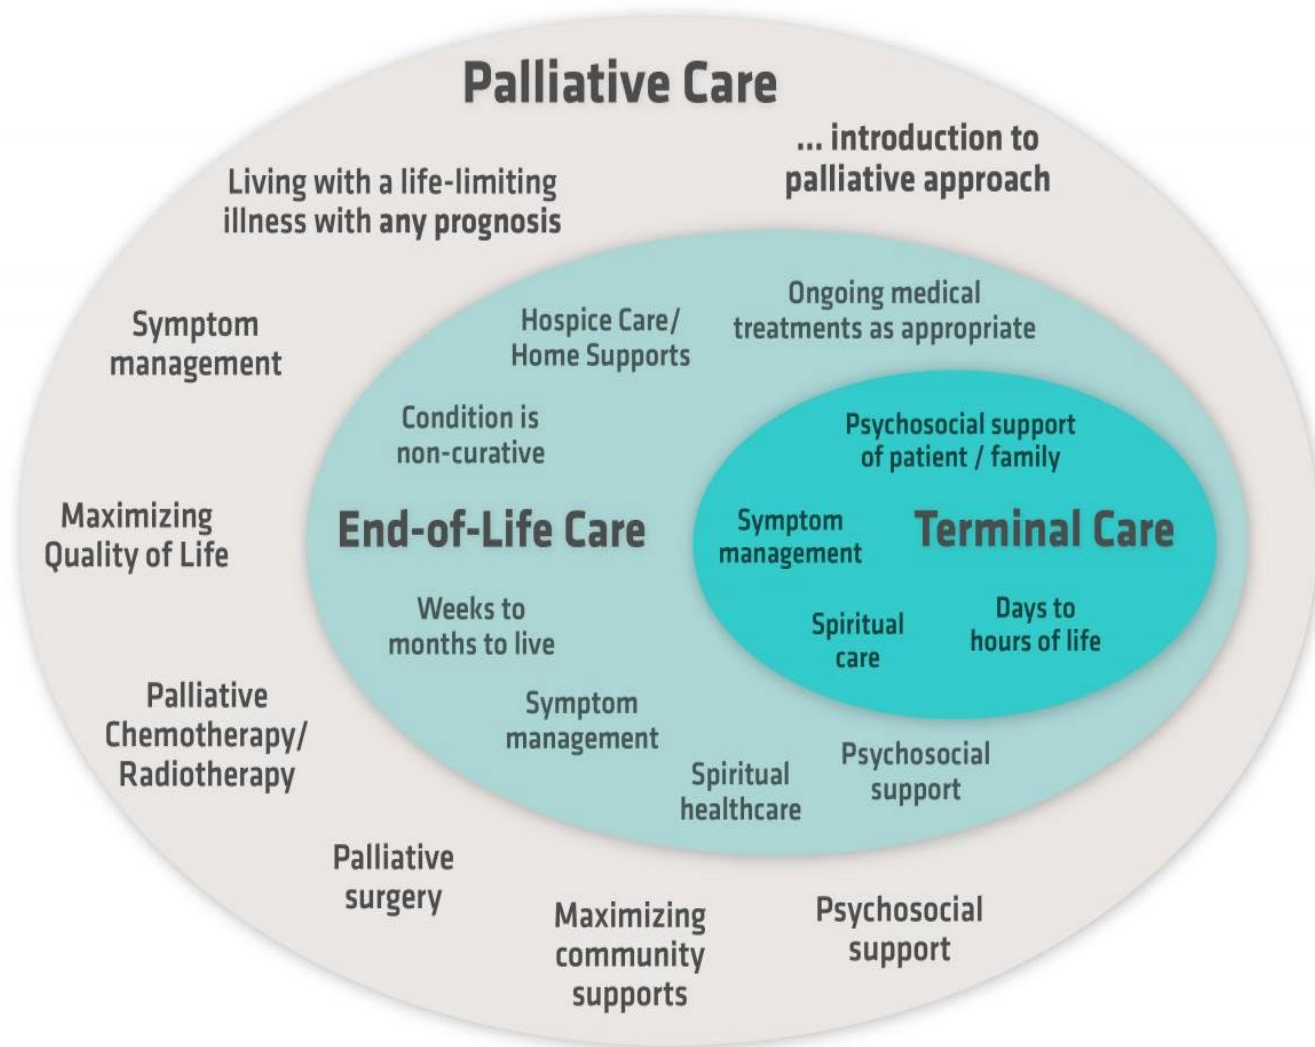 Palliative Care
... introduction to
palliative approach
Living with a life-limiting
illness with any prognosis
Symptom
management
Maximizing
Quality of Life
Palliative
Chemotherapy/
Radiotherapy
Palliative
surgery
Maximizing
community
supports
Psychosocial
support
Hospice Care/
Home Supports
Ongoing medical
treatments as appropriate
Condition is
non-curative
End-of-Life Care
Weeks to
months to live
Symptom
management
Spiritual
healthcare
Psychosocial
support
Psychosocial support
of patient / family
Symptom
management
Terminal Care
Spiritual
care
Days to
hours of life